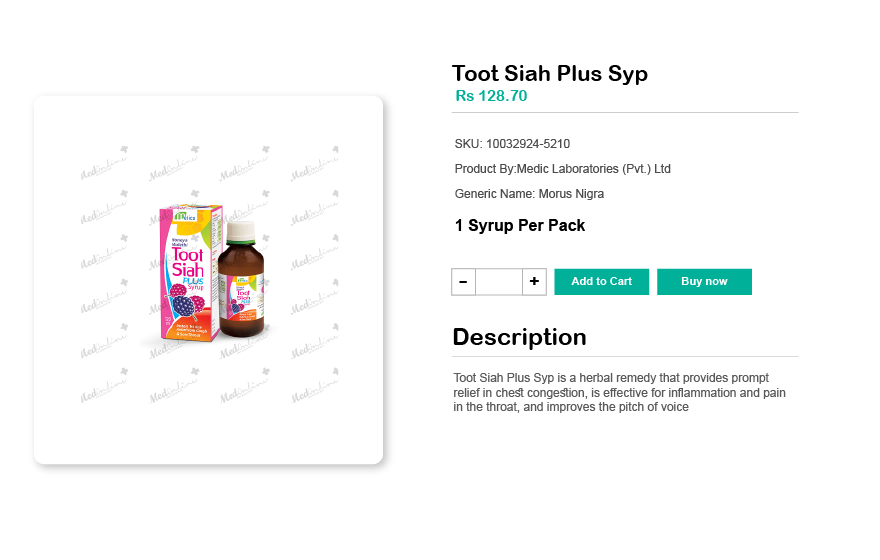 Toot Siah Plus Syp
Rs 128.70
SKU: 10032924-5210
Product By:Medic Laboratories (Pvt.) Ltd
Generic Name: Morus Nigra
1 Syrup Per Pack
-
+
Add to Cart
Buy now
Description
Toot Siah Plus Syp is a herbal remedy that provides prompt
relief in chest congestion, is effective for inflammation and pain
in the throat, and improves the pitch of voice
Toot
Siah
PLUS
Syrup
Toot
Siah